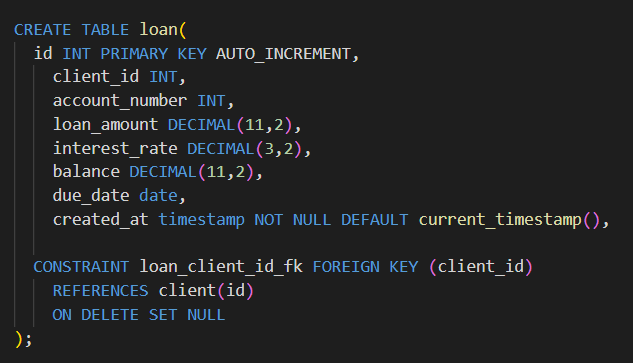 CREATE TABLE loan(
id INT PRIMARY KEY AUTO_INCREMENT,
client_id INT,
account_number INT,
loan_amount DECIMAL(11,2),
interest_rate DECIMAL(3,2),
balance DECIMAL(11,2),
due_date date,
created_at timestamp NOT NULL DEFAULT current_timestamp(),
CONSTRAINT loan_client_id_fk FOREIGN KEY (client_id)
REFERENCES client(id)
ON DELETE SET NULL
);